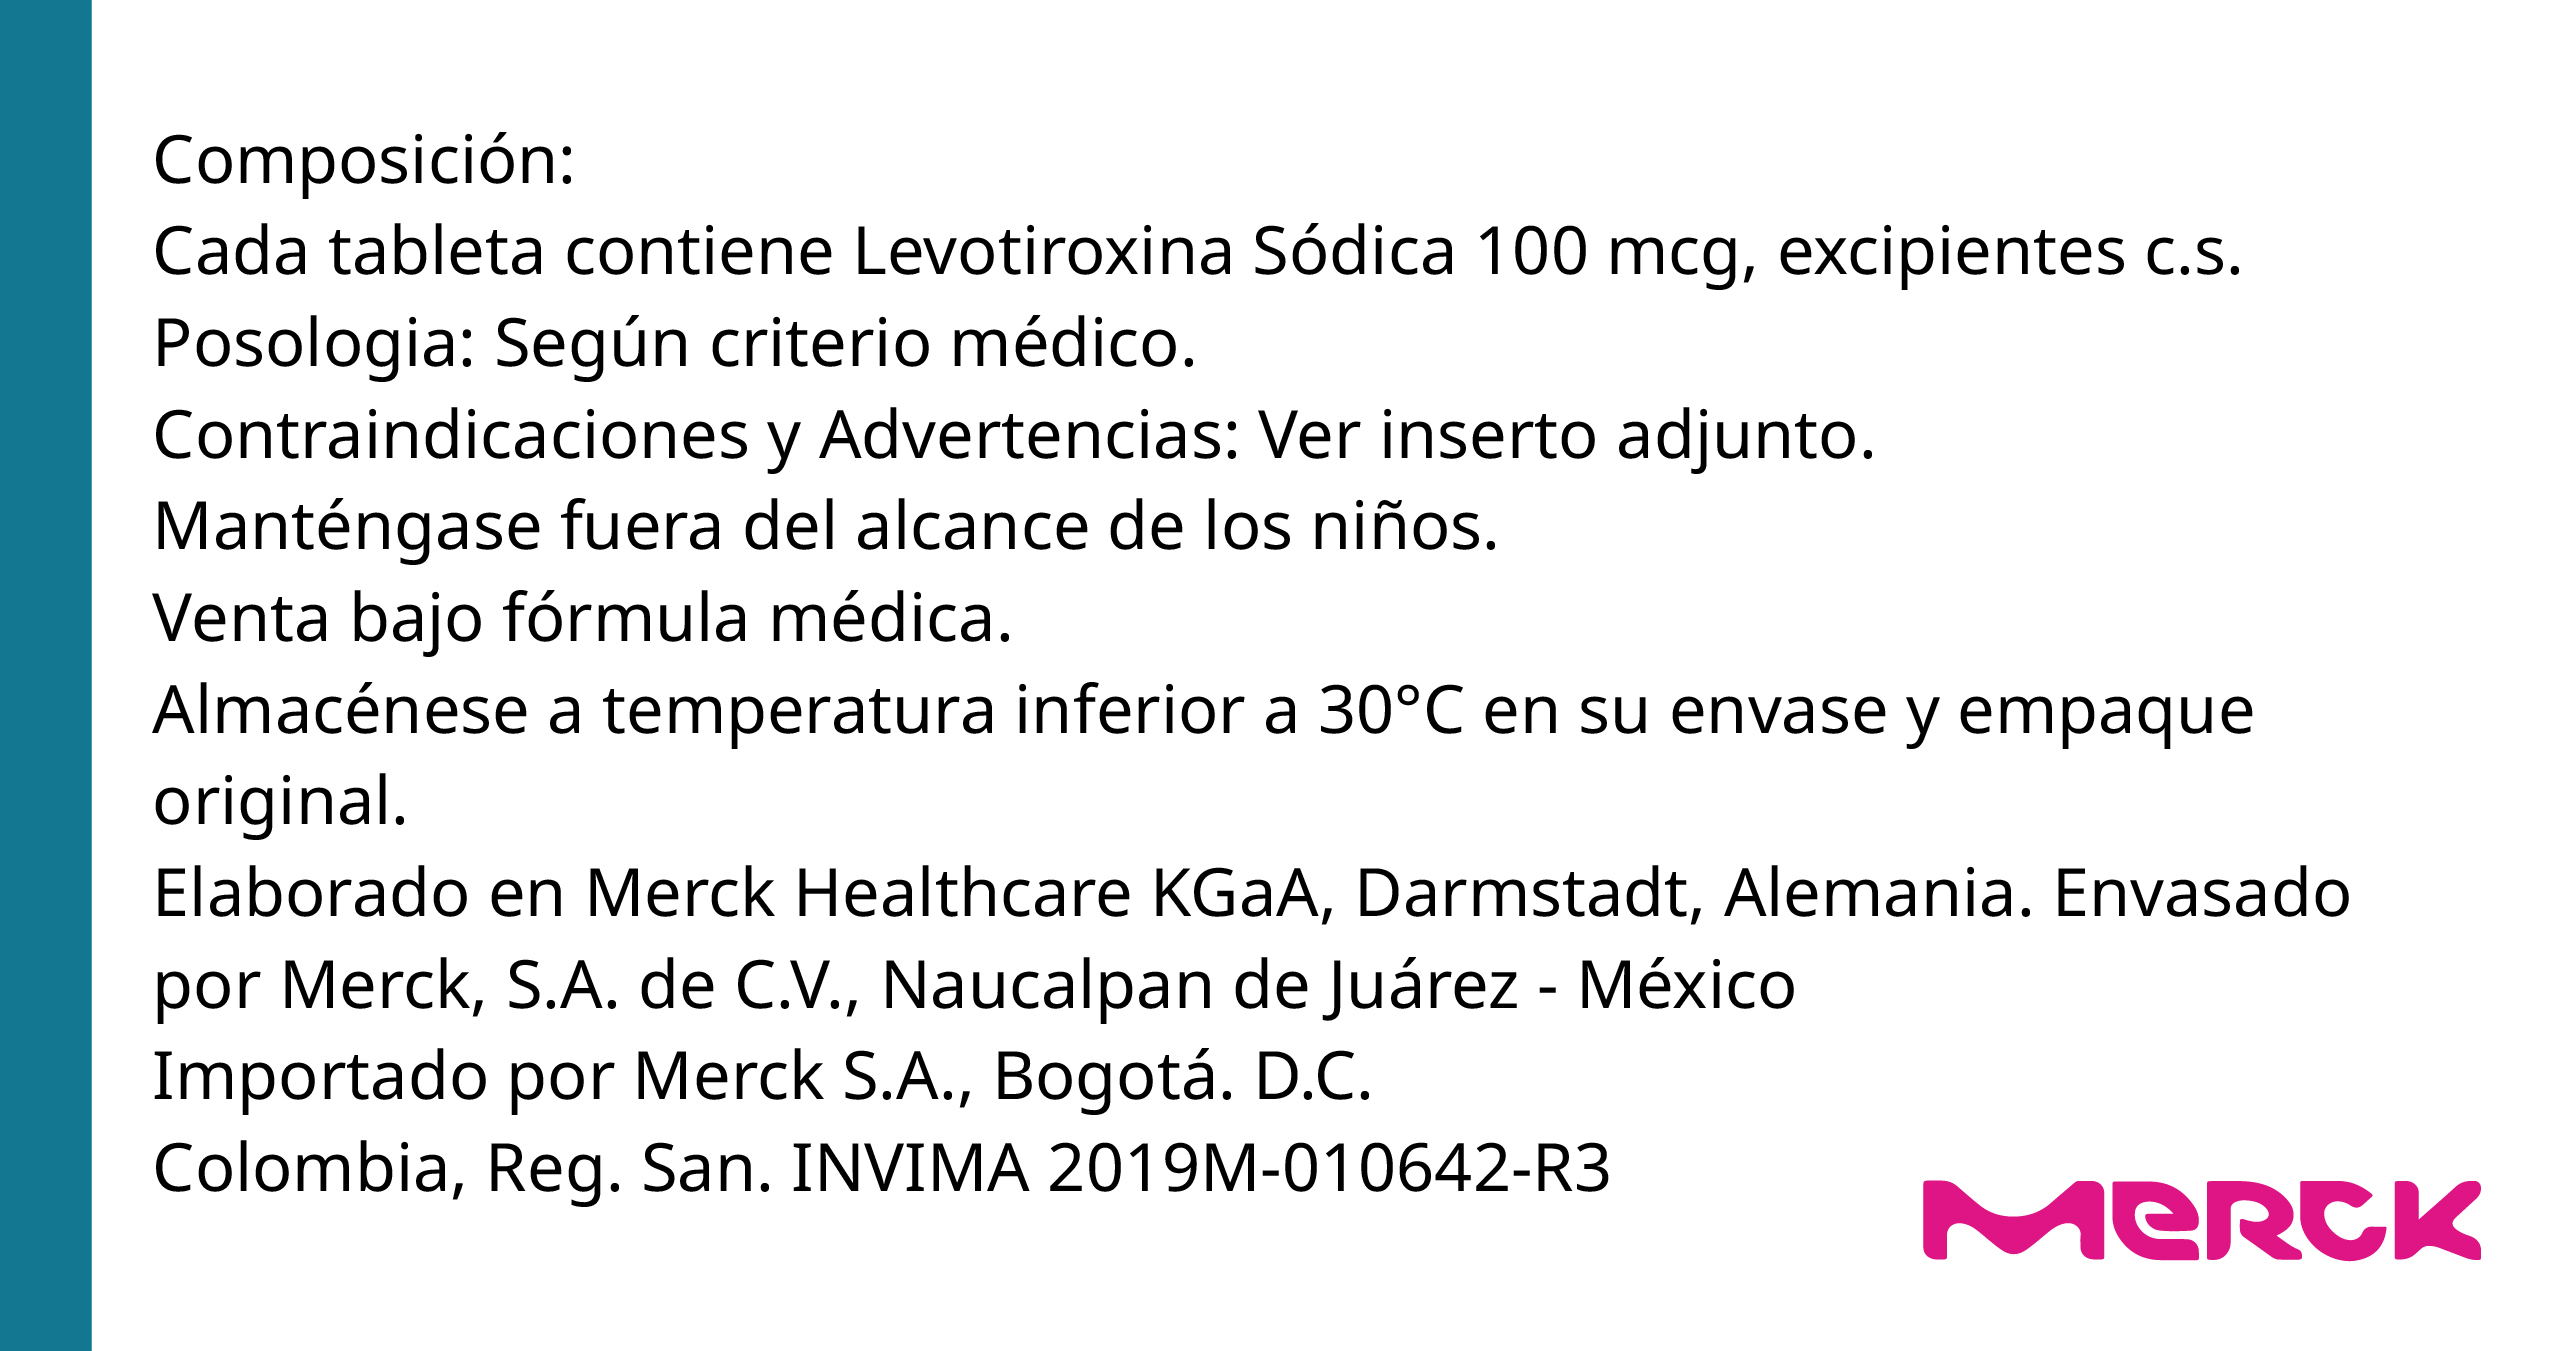 Composición:
Cada tableta contiene Levotiroxina Sódica 100 mcg, excipientes c.s.
Posologia: Según criterio médico.
Contraindicaciones y Advertencias: Ver inserto adjunto.
Manténgase fuera del alcance de los niños.
Venta bajo fórmula médica.
Almacénese a temperatura inferior a 30°C en su envase y empaque
original.
Elaborado en Merck Healthcare KGaA, Darmstadt, Alemania. Envasado
por Merck, S.A. de C.V., Naucalpan de Juárez - México
Importado por Merck S.A., Bogotá. D.C.
Colombia, Reg. San. INVIMA 2019M-010642-R3
MERCK